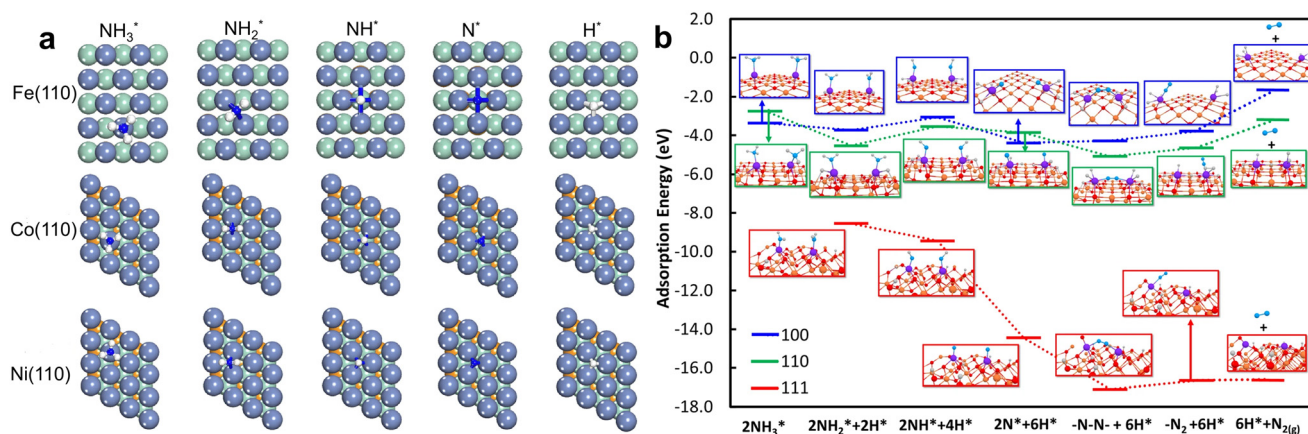 a
NH₃* NH₂* NH* N* H*
Fe(110)
Co(110)
Ni(110)
b
Adsorption Energy (eV)
2.0
0.0
-2.0
-4.0
-6.0
-8.0
-10.0
-12.0
-14.0
-16.0
-18.0
+
+
+
100
110
111
2NH₃* 2NH₂*+2H* 2NH*+4H* 2N*+6H* -N-N- + 6H* -N₂+6H* 6H*+N₂₍g₎